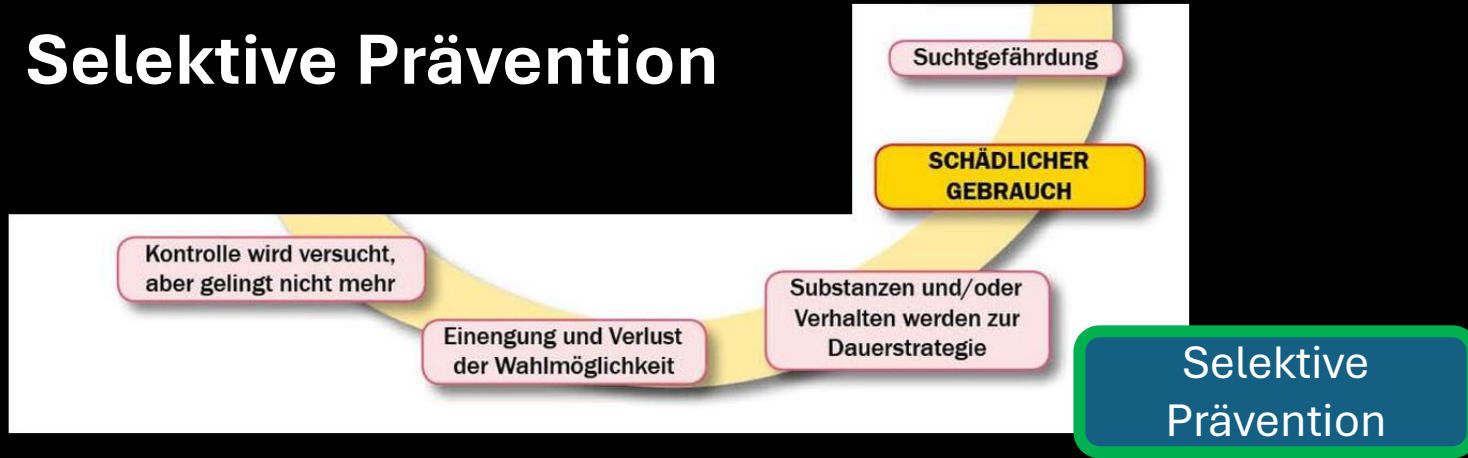 Selektive Prävention
Suchtgefährdung
SCHÄDLICHER
GEBRAUCH
Kontrolle wird versucht,
aber gelingt nicht mehr
Einengung und Verlust
der Wahlmöglichkeit
Substanzen und/oder
Verhalten werden zur
Dauerstrategie
Selektive
Prävention